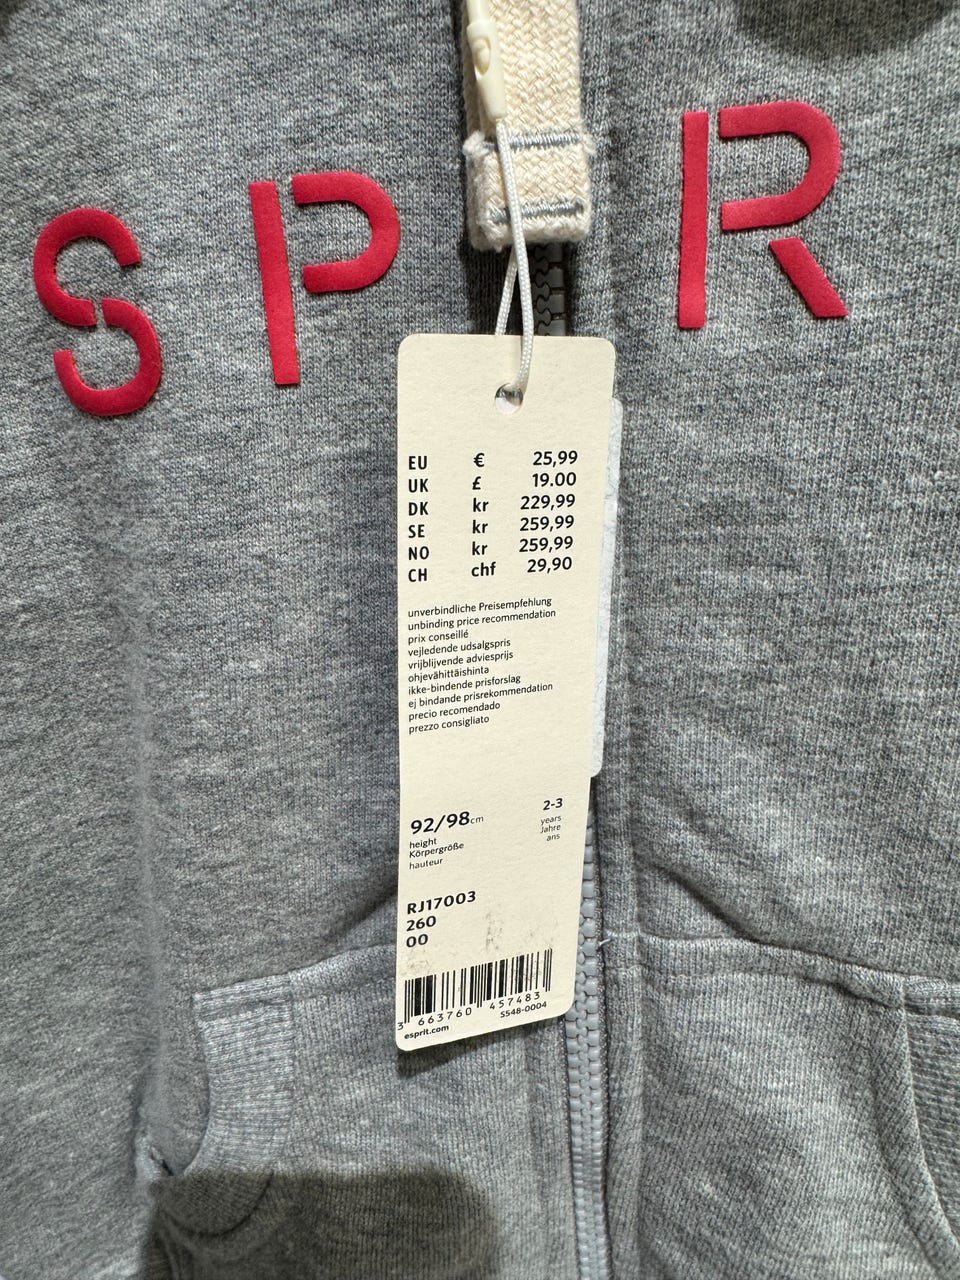 SP R
EU € 25,99
UK £ 19.00
DK kr 229,99
SE kr 259,99
NO kr 259,99
CH chf 29,90
unverbindliche Preisempfehlung
unbinding price recommendation
prix conseillé
vejledende udsalgspris
vrijblijvende adviesprijs
ohjevähittäishinta
ikke-bindende prisforslag
ej bindande prisrekommendation
precio recomendado
prezzo consigliato
92/98cm 2-3
height years
Körpergröße Jahre
hauteur ans
RJ17003
260
00
3 663760 457483
esprit.com S548-0004